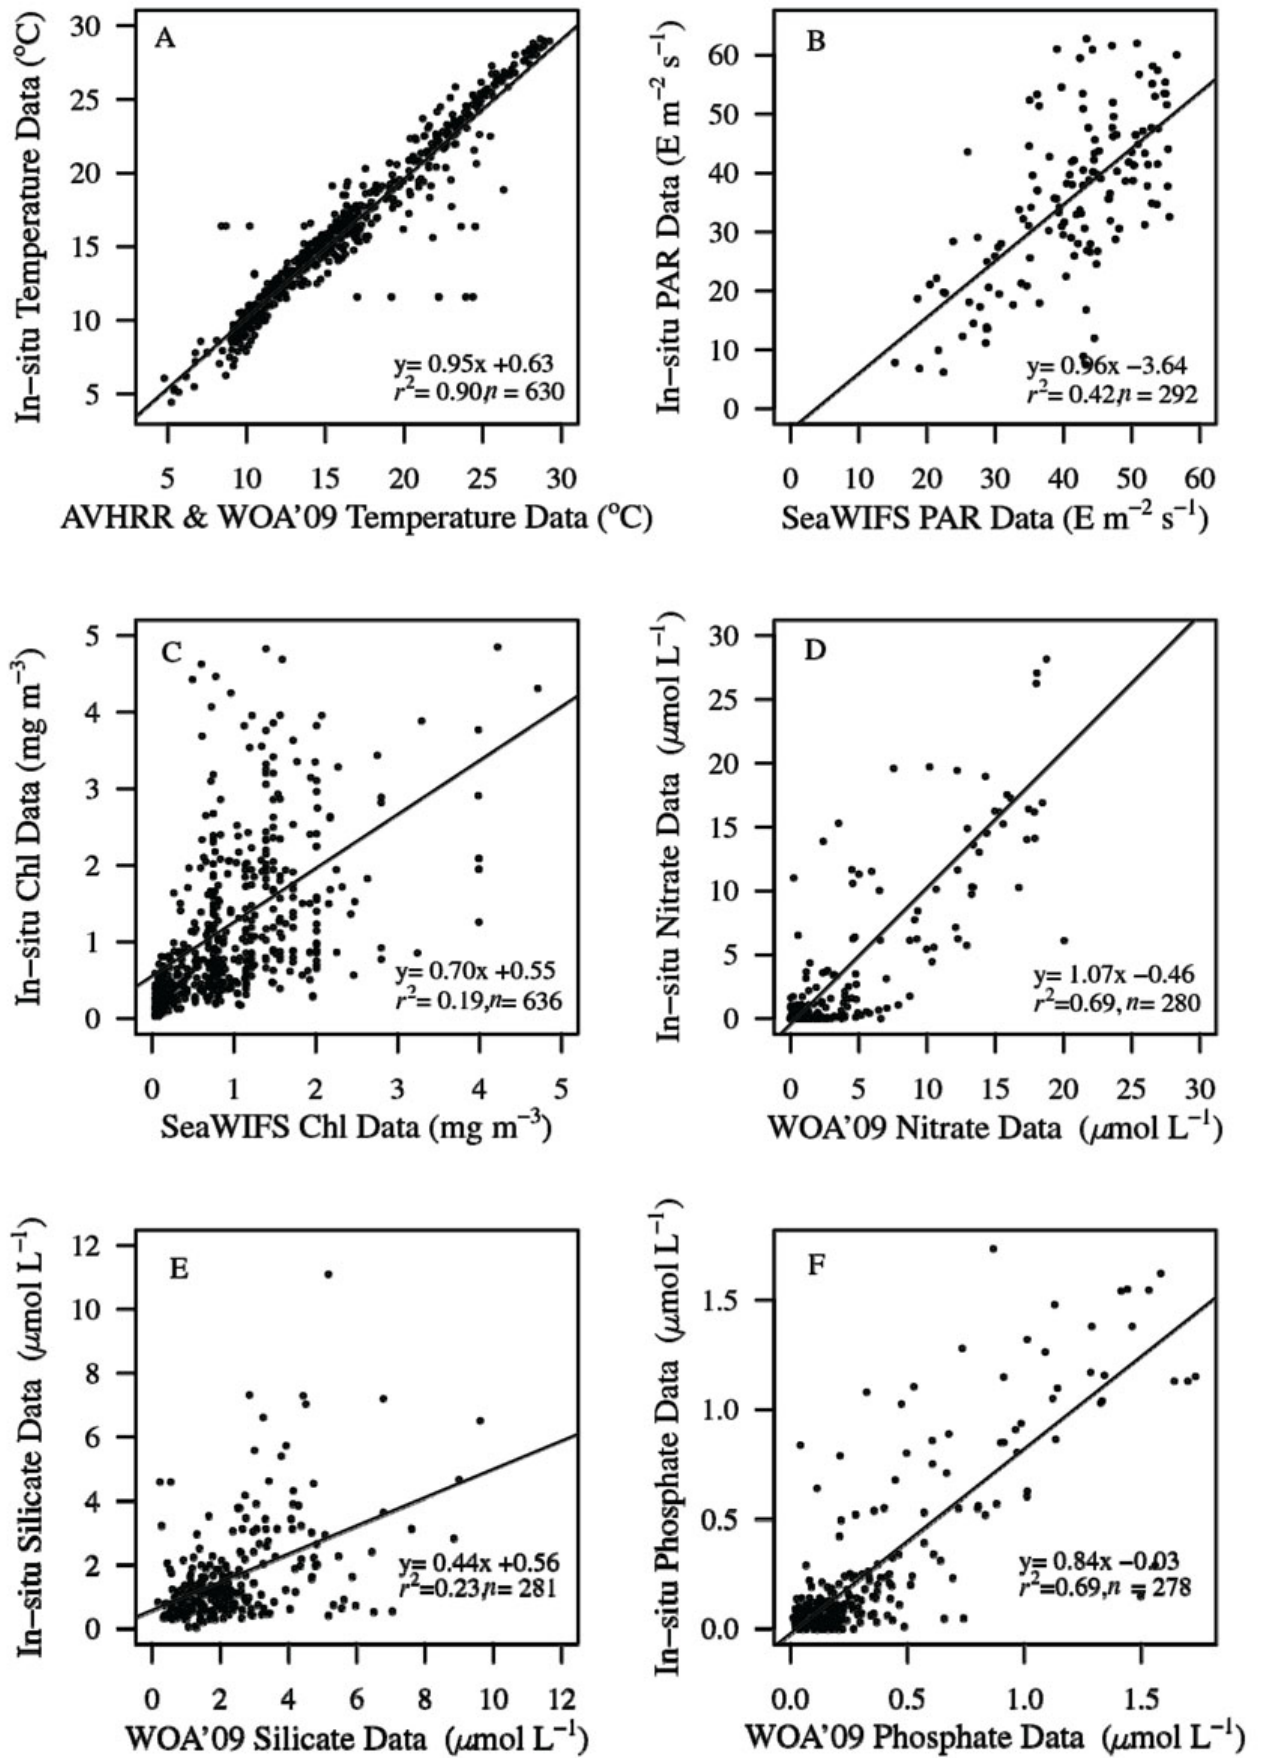 A
In−situ Temperature Data (°C)
30
25
20
15
10
5
y= 0.95x +0.63
r²= 0.90,n = 630
5 10 15 20 25 30
AVHRR & WOA’09 Temperature Data (°C)
B
In−situ PAR Data (E m⁻² s⁻¹)
60
50
40
30
20
10
0
y= 0.96x −3.64
r²= 0.42,n = 292
0 10 20 30 40 50 60
SeaWIFS PAR Data (E m⁻² s⁻¹)
C
In−situ Chl Data (mg m⁻³)
5
4
3
2
1
0
y= 0.70x +0.55
r²= 0.19,n= 636
0 1 2 3 4 5
SeaWIFS Chl Data (mg m⁻³)
D
In−situ Nitrate Data (µmol L⁻¹)
30
25
20
15
10
5
0
y= 1.07x −0.46
r²=0.69, n= 280
0 5 10 15 20 25 30
WOA’09 Nitrate Data (µmol L⁻¹)
E
In−situ Silicate Data (µmol L⁻¹)
12
10
8
6
4
2
0
y= 0.44x +0.56
r²=0.23,n= 281
0 2 4 6 8 10 12
WOA’09 Silicate Data (µmol L⁻¹)
F
In−situ Phosphate Data (µmol L⁻¹)
1.5
1.0
0.5
0.0
y= 0.84x −0.03
r²=0.69,n = 278
0.0 0.5 1.0 1.5
WOA’09 Phosphate Data (µmol L⁻¹)